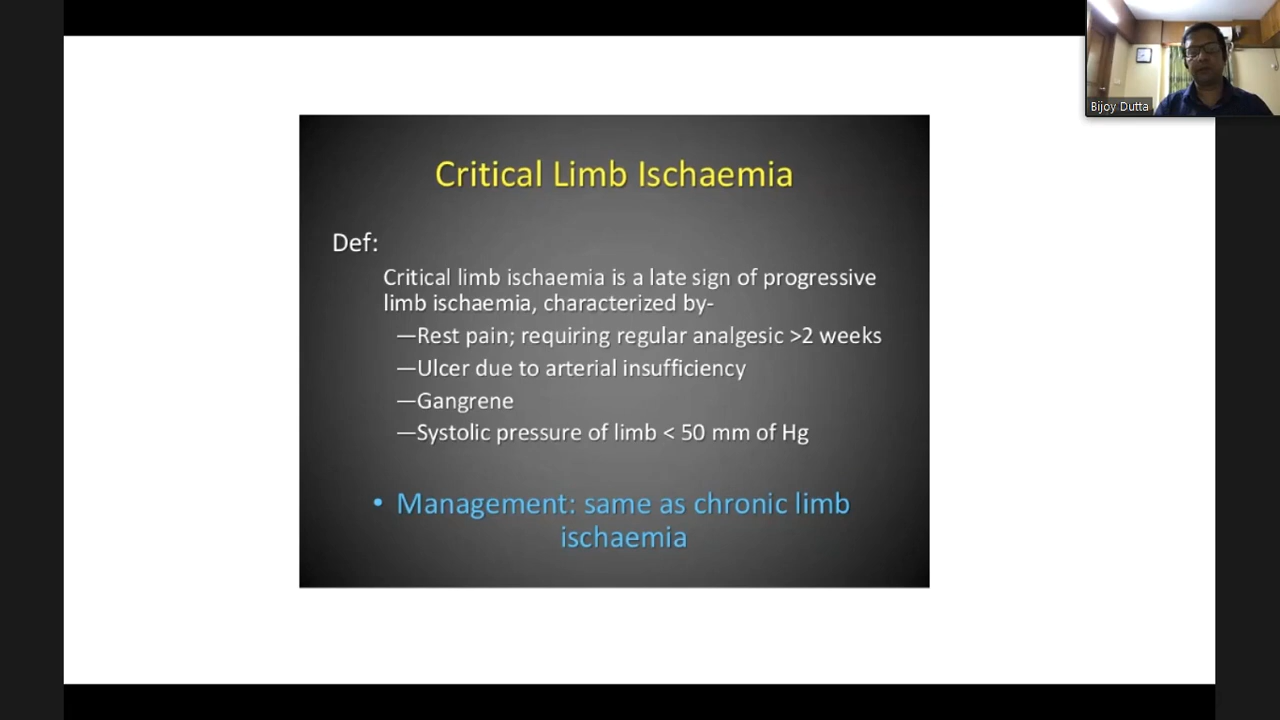 Bijoy Dutta
Critical Limb Ischaemia
Def:
Critical limb ischaemia is a late sign of progressive
limb ischaemia, characterized by-
—Rest pain; requiring regular analgesic >2 weeks
—Ulcer due to arterial insufficiency
—Gangrene
—Systolic pressure of limb < 50 mm of Hg
• Management: same as chronic limb
ischaemia